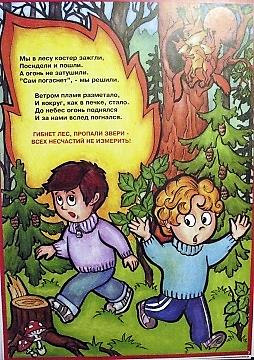 Мы в лесу костер зажгли,
Посидели и пошли.
А огонь не затушили.
"Сам погаснет", - мы решили.
Ветром пламя разметало,
И вокруг, как в печке, стало.
До небес огонь поднялся
И за нами вслед погнался.
ГИБНЕТ ЛЕС, ПРОПАЛИ ЗВЕРИ -
ВСЕХ НЕСЧАСТИЙ НЕ ИЗМЕРИТЬ!